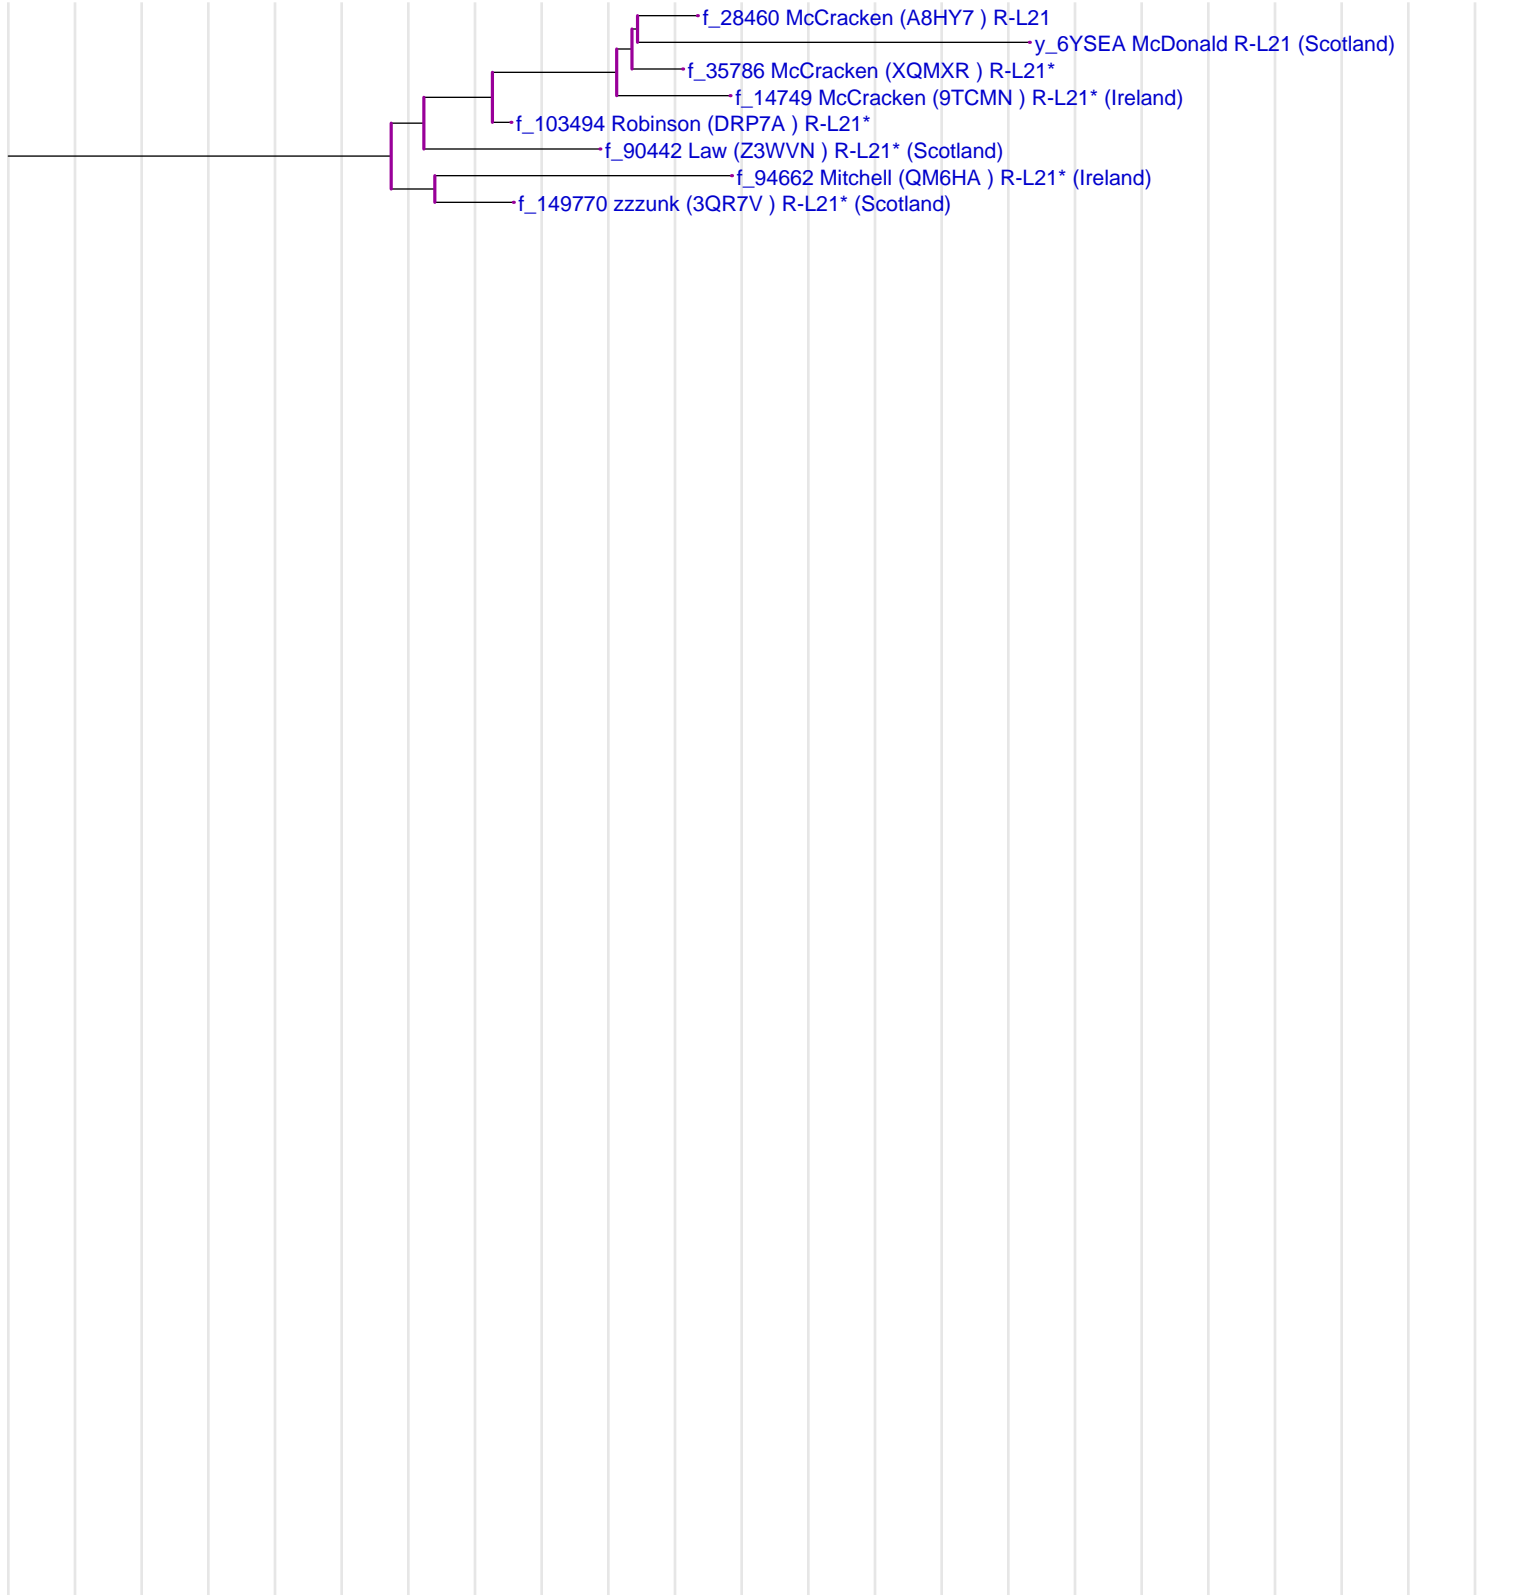 f_28460 McCracken (A8HY7 ) R-L21
y_6YSEA McDonald R-L21 (Scotland)
f_35786 McCracken (XQMXR ) R-L21*
f_14749 McCracken (9TCMN ) R-L21* (Ireland)
f_103494 Robinson (DRP7A ) R-L21*
f_90442 Law (Z3WVN ) R-L21* (Scotland)
f_94662 Mitchell (QM6HA ) R-L21* (Ireland)
f_149770 zzzunk (3QR7V ) R-L21* (Scotland)